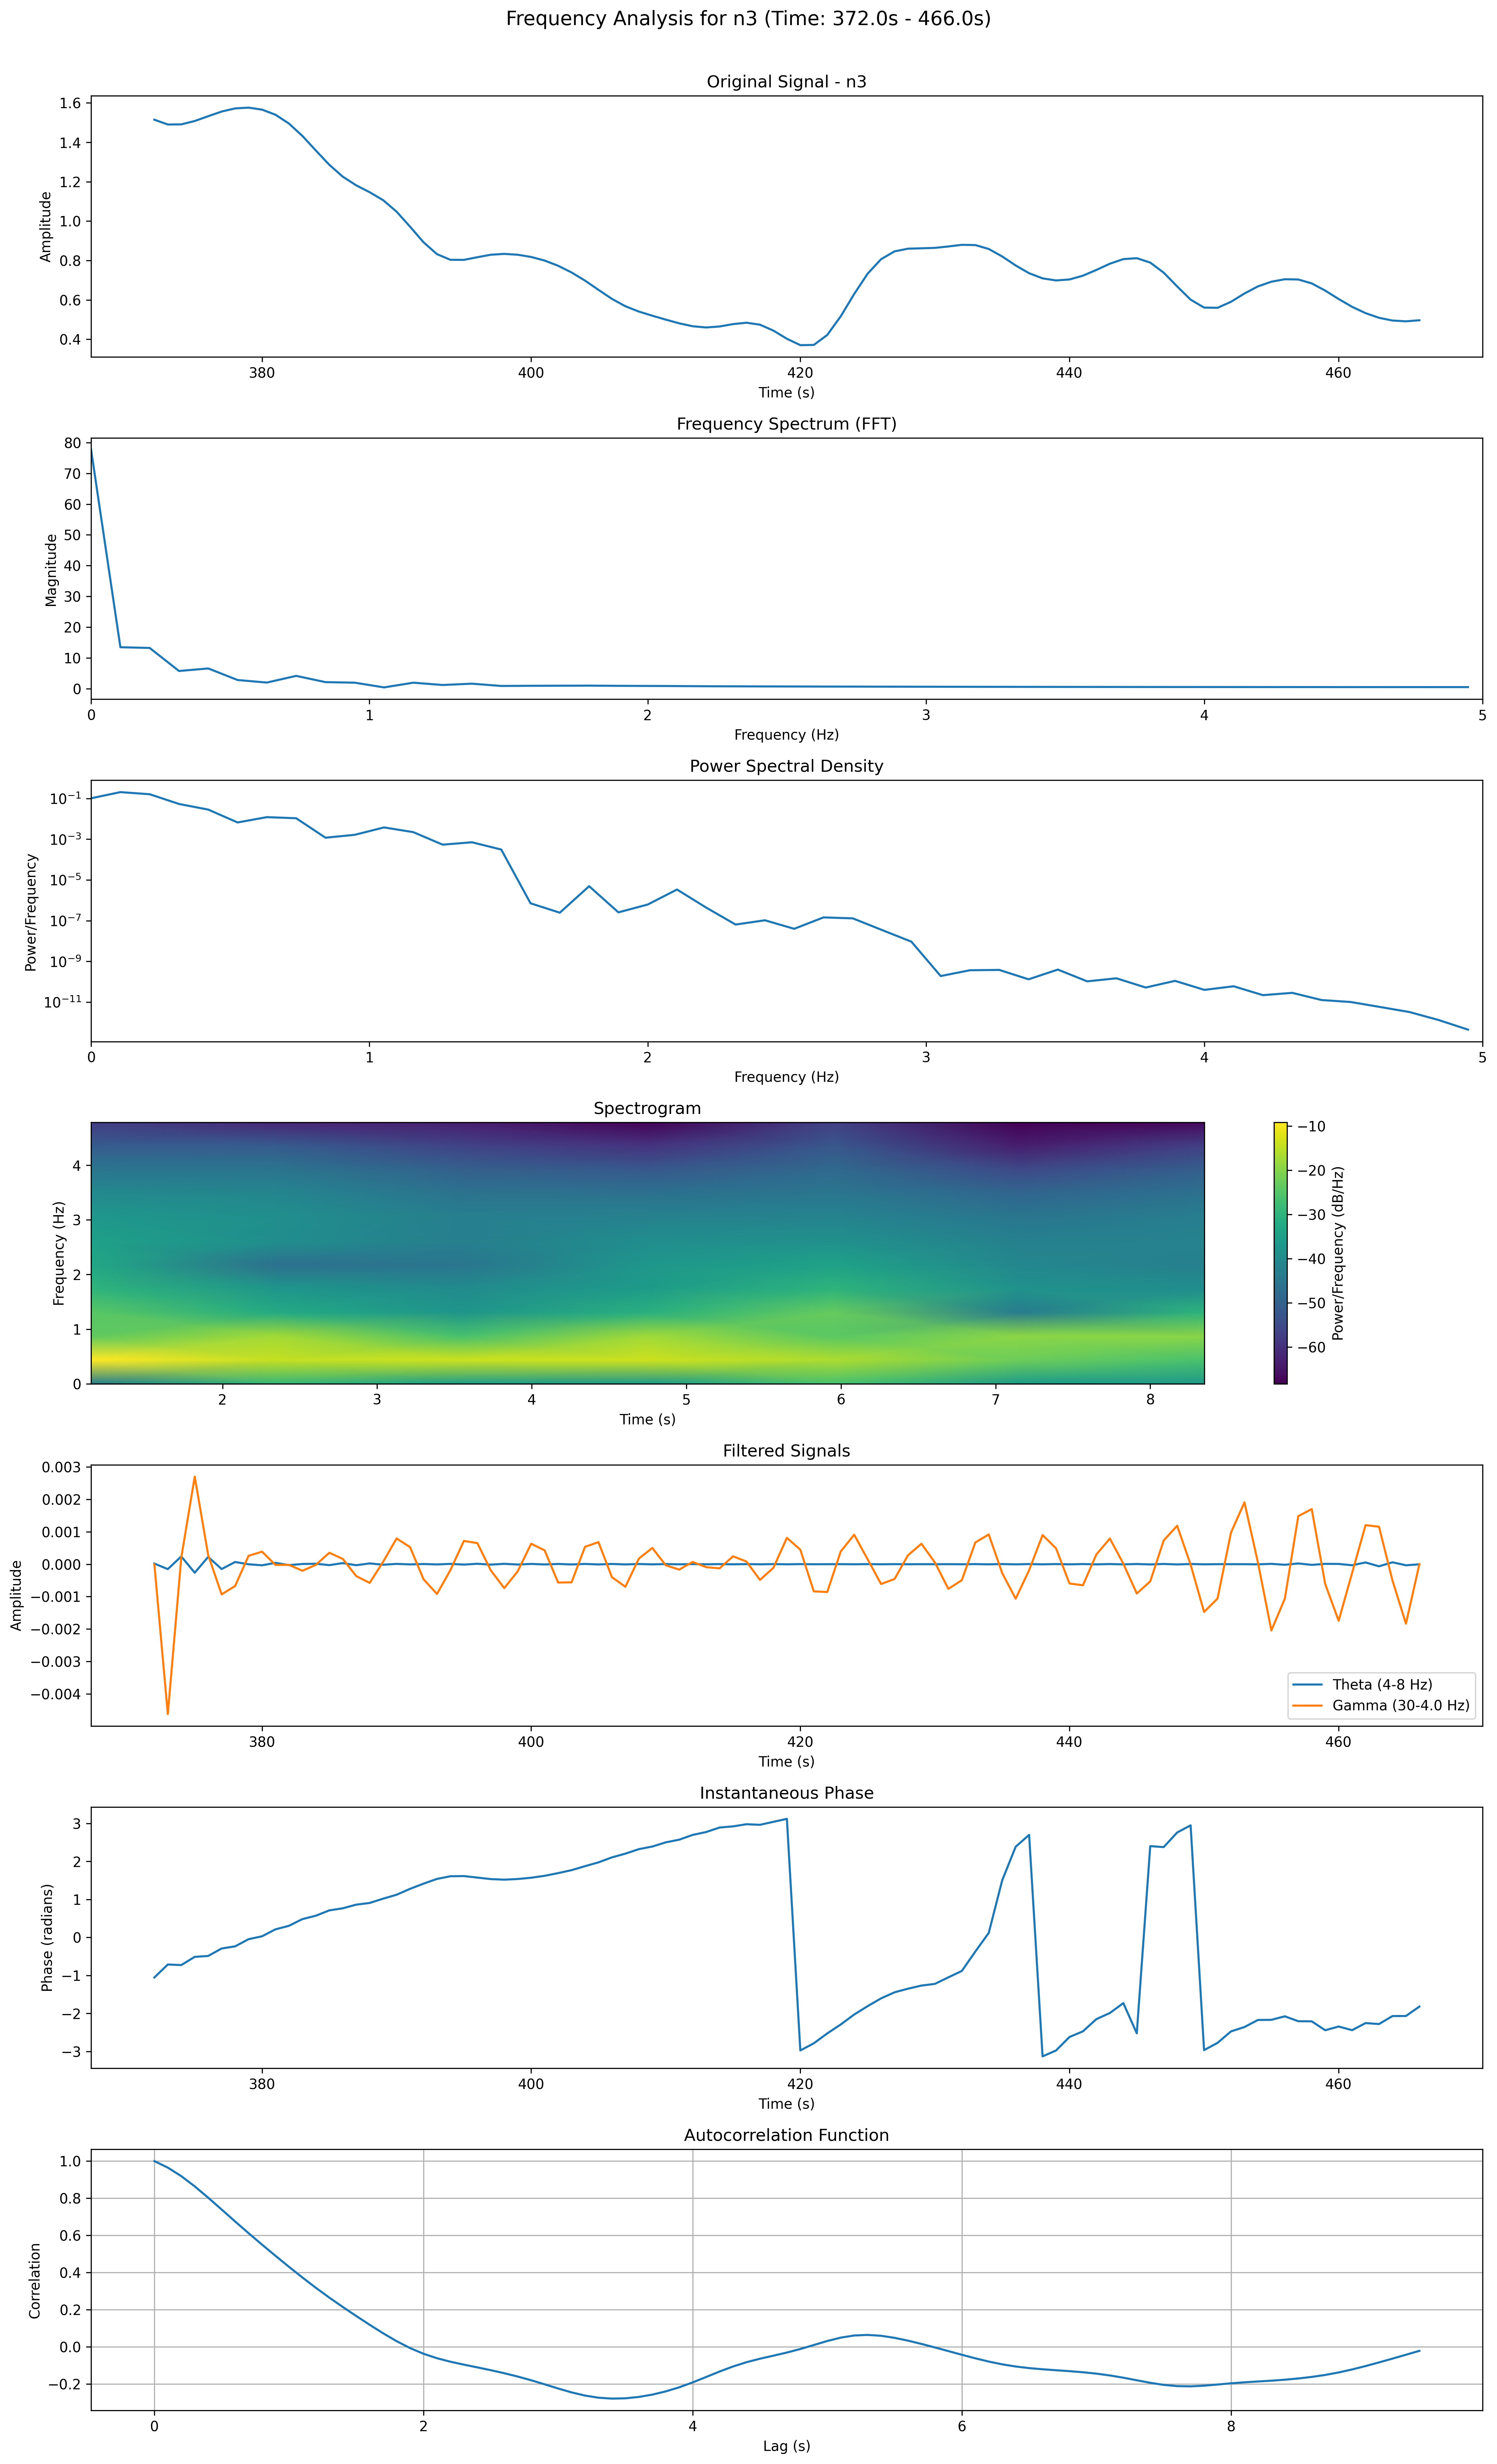 Frequency Analysis for n3 (Time: 372.0s - 466.0s)
Original Signal - n3
Amplitude
1.6
1.4
1.2
1.0
0.8
0.6
0.4
380 400 420 440 460
Time (s)
Frequency Spectrum (FFT)
Magnitude
80
70
60
50
40
30
20
10
0
0 1 2 3 4 5
Frequency (Hz)
Power Spectral Density
Power/Frequency
10⁻¹
10⁻³
10⁻⁵
10⁻⁷
10⁻⁹
10⁻¹¹
0 1 2 3 4 5
Frequency (Hz)
Spectrogram
Frequency (Hz)
4
3
2
1
0
2 3 4 5 6 7 8
Time (s)
−10
−20
−30
−40
−50
−60
Power/Frequency (dB/Hz)
Filtered Signals
Amplitude
0.003
0.002
0.001
0.000
−0.001
−0.002
−0.003
−0.004
Theta (4-8 Hz)
Gamma (30-4.0 Hz)
380 400 420 440 460
Time (s)
Instantaneous Phase
Phase (radians)
3
2
1
0
−1
−2
−3
380 400 420 440 460
Time (s)
Autocorrelation Function
Correlation
1.0
0.8
0.6
0.4
0.2
0.0
−0.2
0 2 4 6 8
Lag (s)